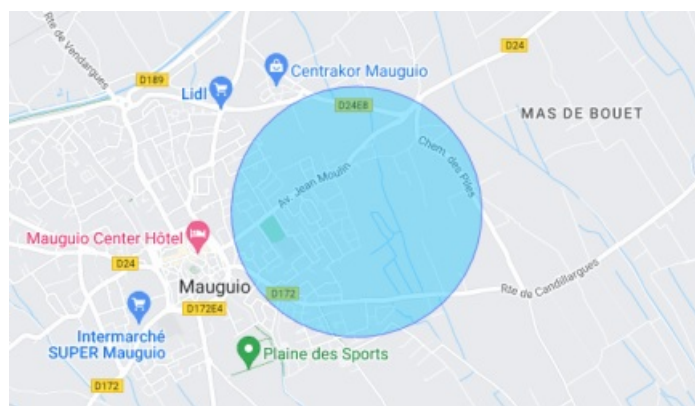 Rte de Vendargues
D24
Centrakor Mauguio
D189
Lidl
D24E8
MAS DE BOUET
Chem. des Piles
Av. Jean Moulin
Mauguio Center Hôtel
D24
Mauguio
D172
Rte de Candillargues
D172E4
Intermarché
SUPER Mauguio
Plaine des Sports
D172